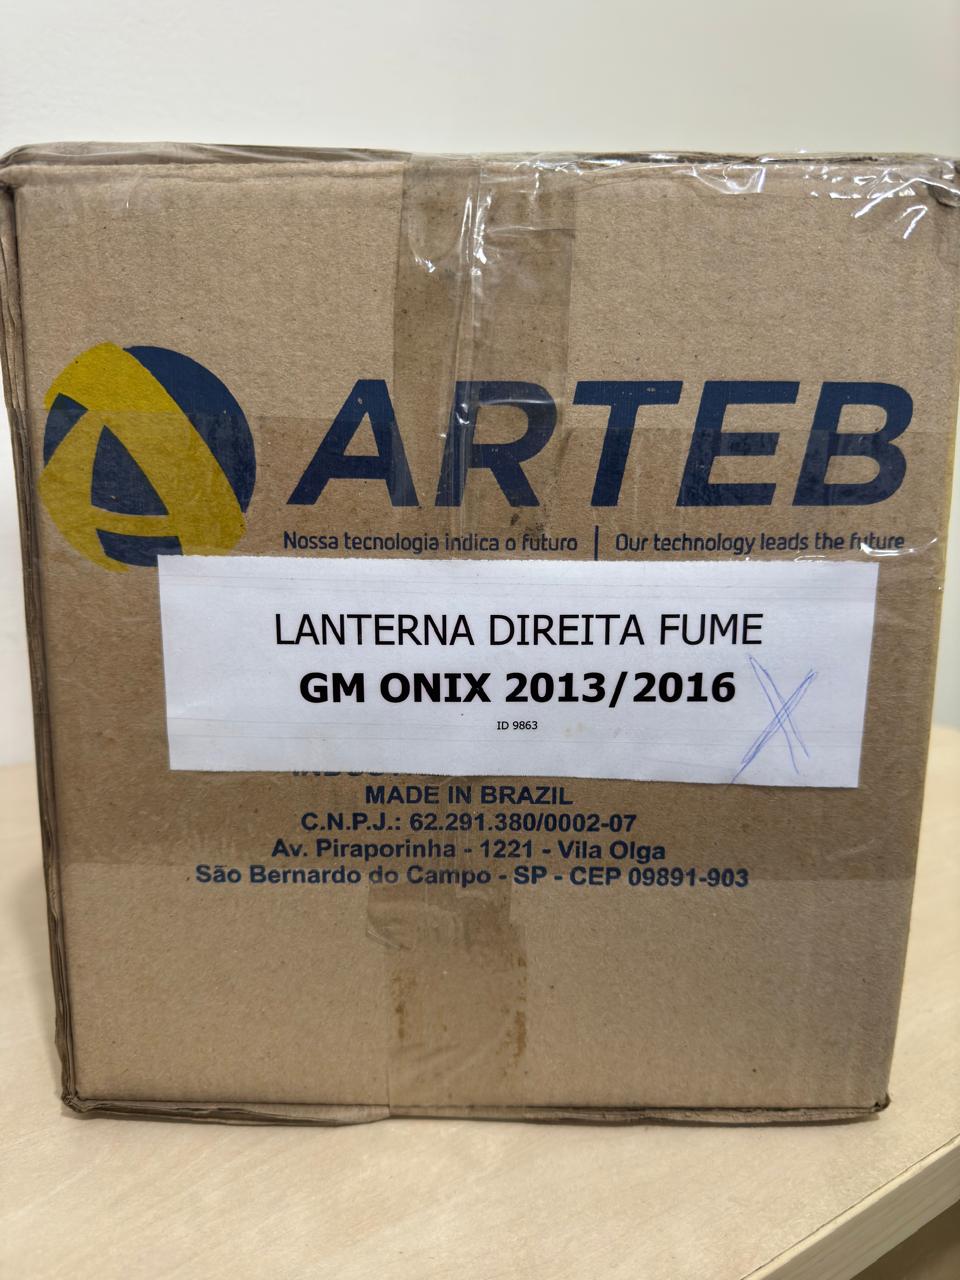 ARTEB
Nossa tecnologia indica o futuro | Our technology leads the future
LANTERNA DIREITA FUME
GM ONIX 2013/2016
ID 9863
MADE IN BRAZIL
C.N.P.J.: 62.291.380/0002-07
Av. Piraporinha - 1221 - Vila Olga
São Bernardo do Campo - SP - CEP 09891-903